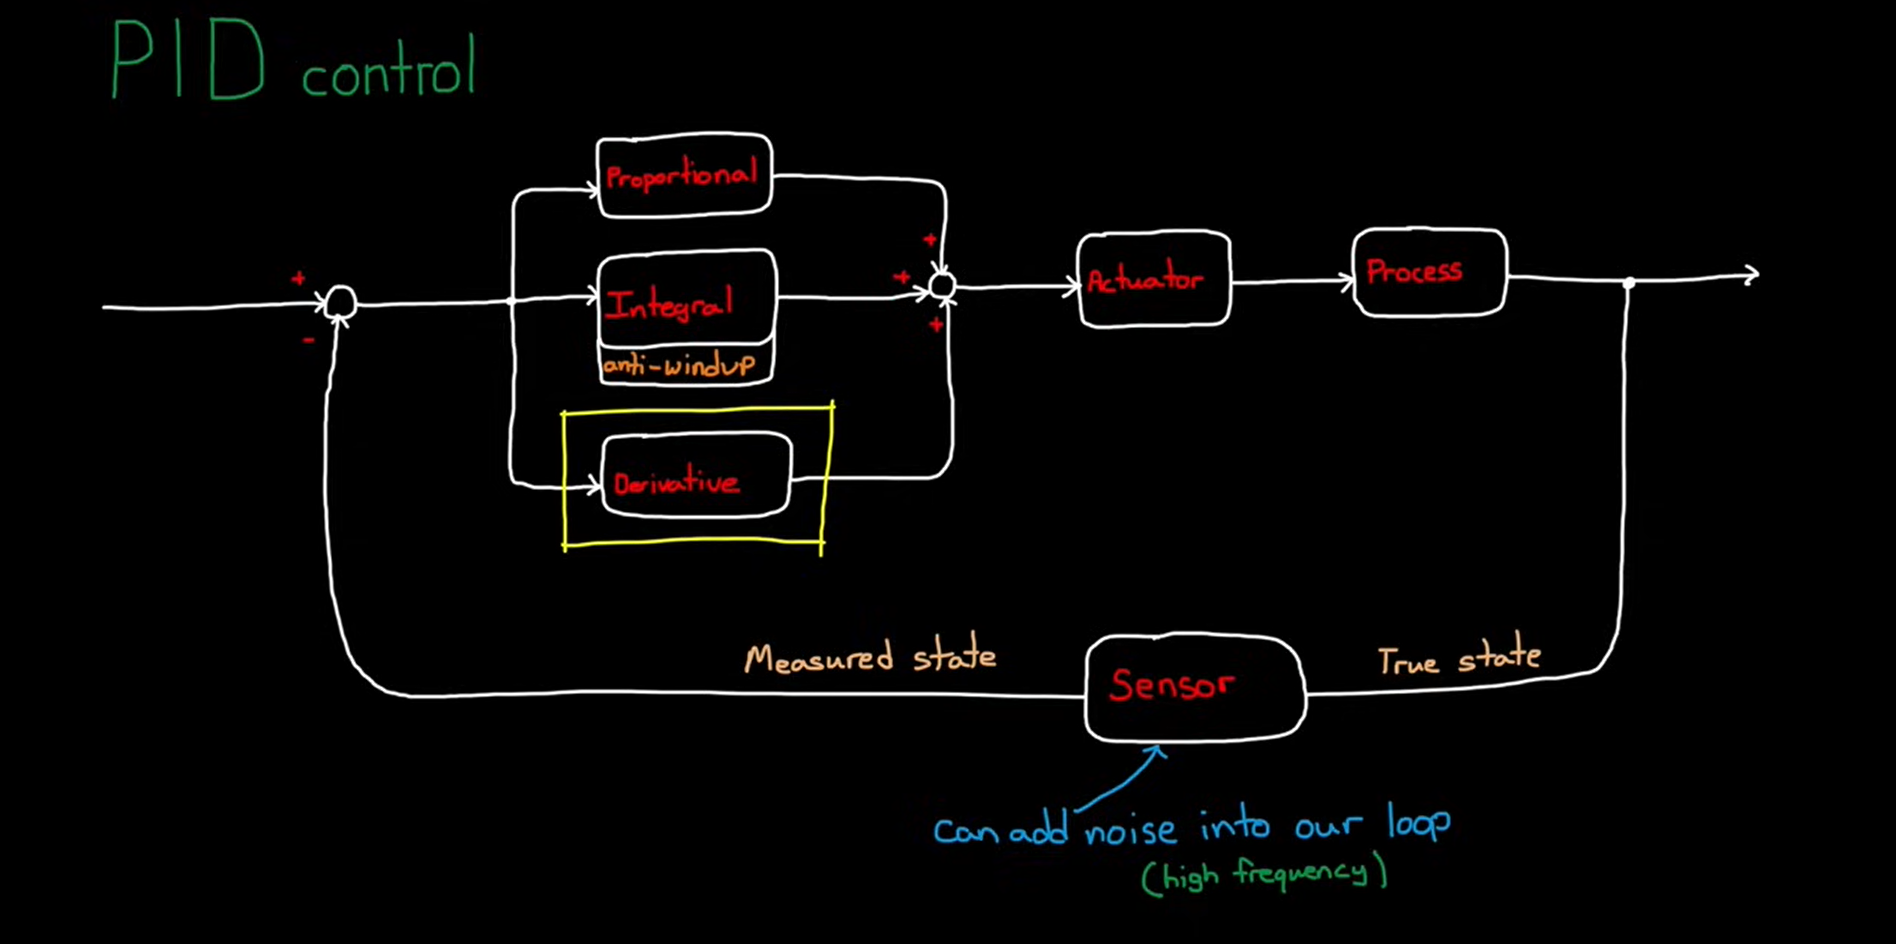 PID control
Proportional
+
+
+
-
+
Integral
anti-windup
Derivative
Actuator
Process
Measured state
True state
Sensor
can add noise into our loop
(high frequency)